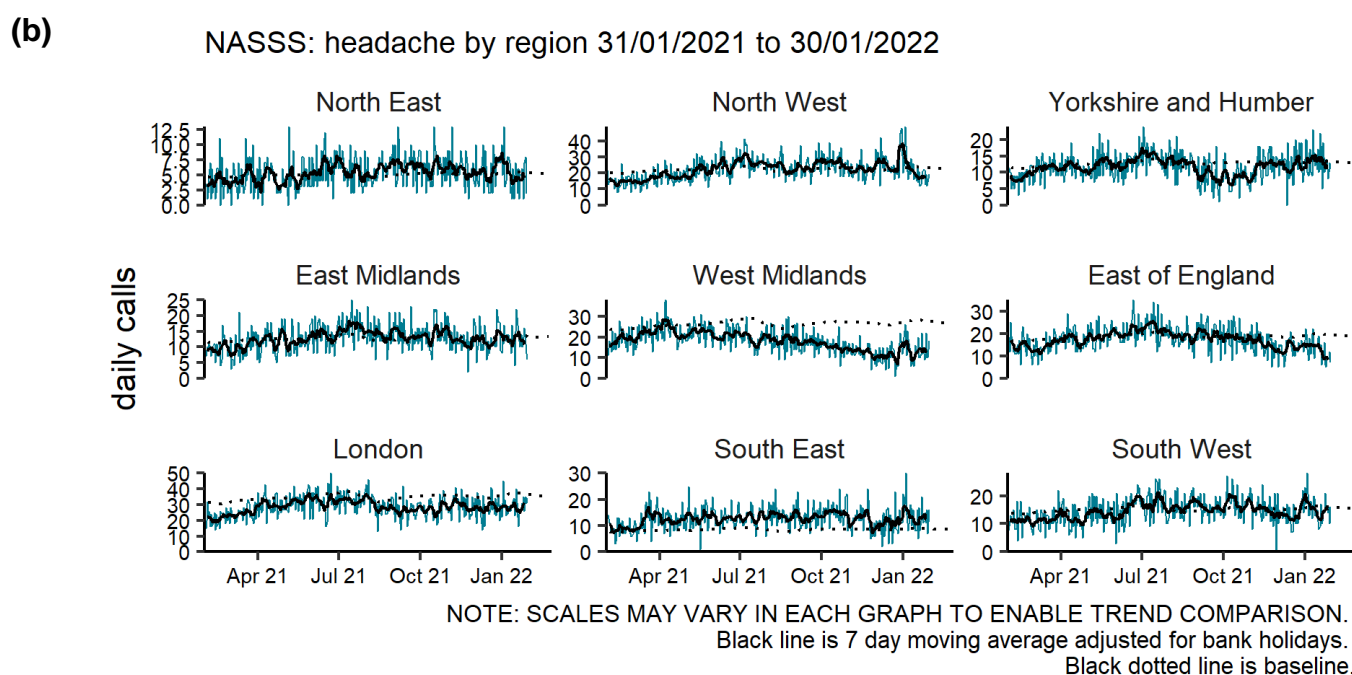 (b)
NASSS: headache by region 31/01/2021 to 30/01/2022
North East
North West
Yorkshire and Humber
12.5
10.0
7.5
5.0
2.5
0.0
40
30
20
10
0
20
15
10
5
0
East Midlands
West Midlands
East of England
25
20
15
10
5
0
30
20
10
0
30
20
10
0
daily calls
London
South East
South West
50
40
30
20
10
0
30
20
10
0
20
10
0
Apr 21 Jul 21 Oct 21 Jan 22
Apr 21 Jul 21 Oct 21 Jan 22
Apr 21 Jul 21 Oct 21 Jan 22
NOTE: SCALES MAY VARY IN EACH GRAPH TO ENABLE TREND COMPARISON.
Black line is 7 day moving average adjusted for bank holidays.
Black dotted line is baseline.